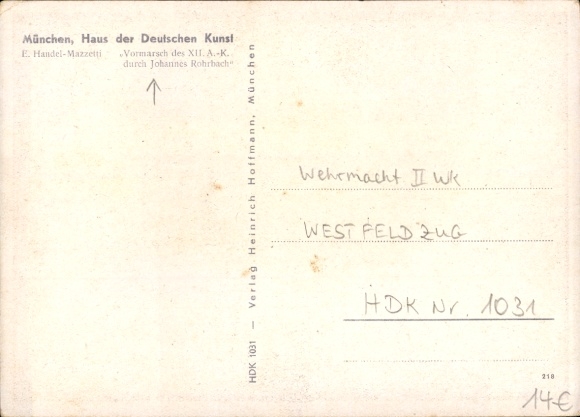 München, Haus der Deutschen Kunst
E. Handel-Mazzetti „Vormarsch des XII. A.-K.
durch Johannes Rohrbach“
HDK 1031 — Verlag Heinrich Hoffmann, München
Wehrmacht II WK
WESTFELDZUG
HDK Nr. 1031
218
14€